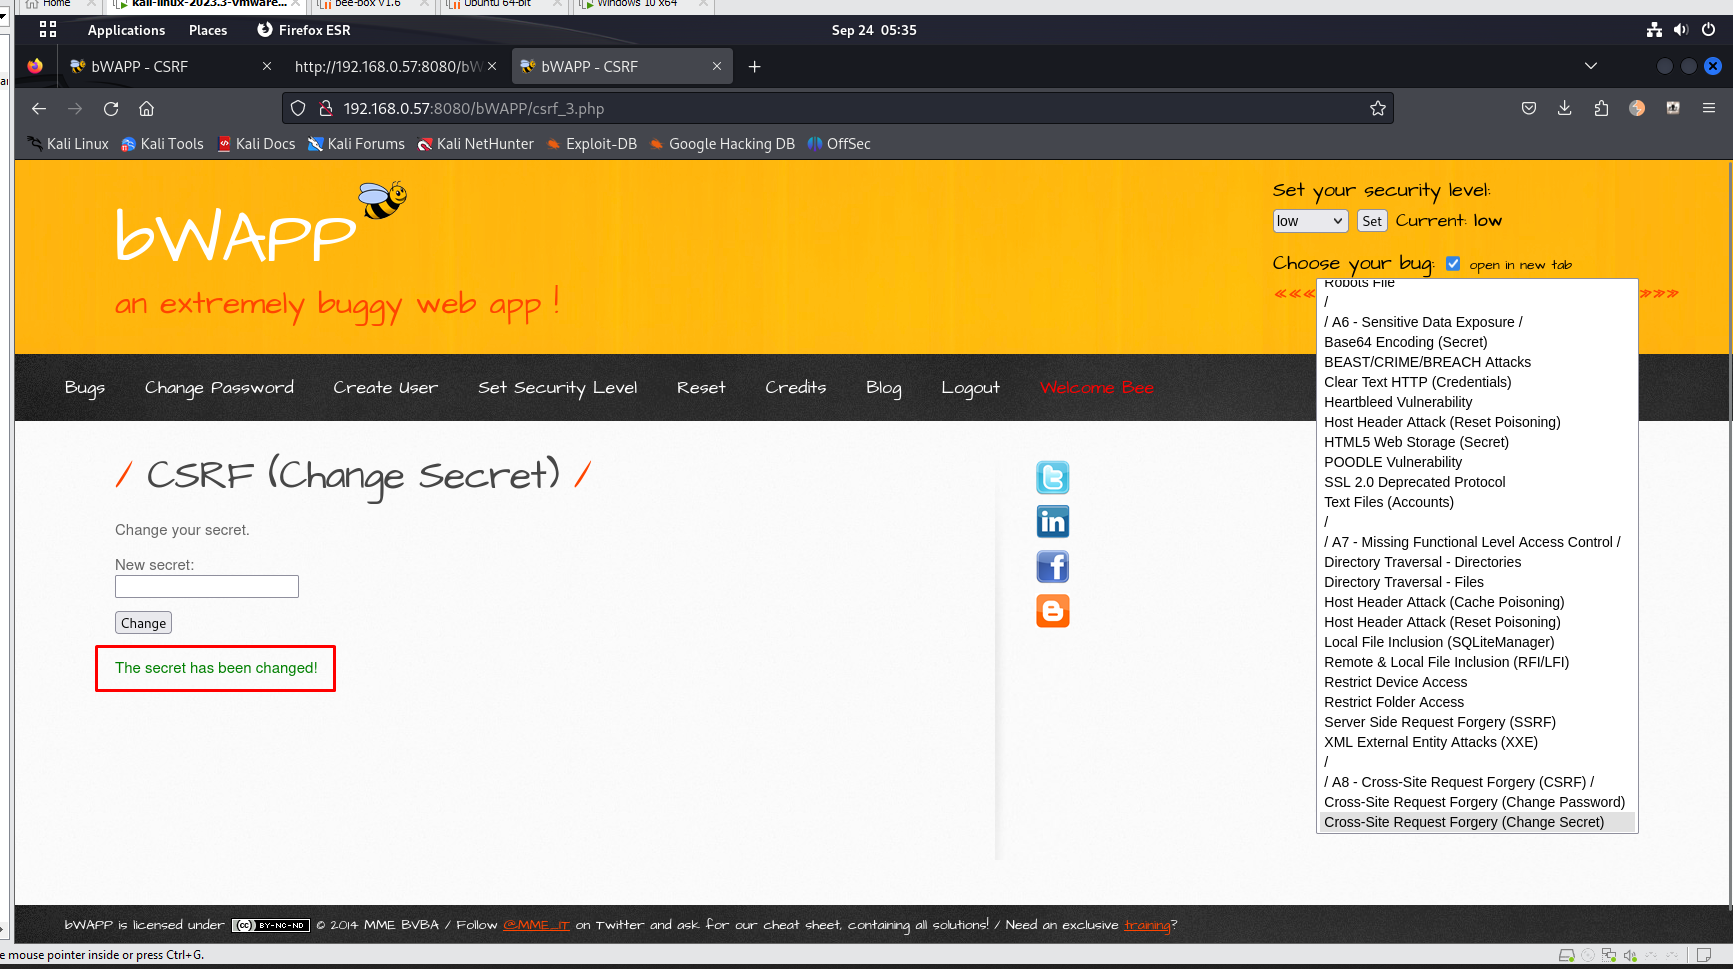 Home
kali-linux-2023.3-vmware...
bee-box v1.6
Ubuntu 64-bit
Windows 10 x64
Applications
Places
Firefox ESR
Sep 24 05:35
bWAPP - CSRF
http://192.168.0.57:8080/bW
bWAPP - CSRF
192.168.0.57:8080/bWAPP/csrf_3.php
Kali Linux
Kali Tools
Kali Docs
Kali Forums
Kali NetHunter
Exploit-DB
Google Hacking DB
OffSec
bWAPP
an extremely buggy web app !
Set your security level:
low
Set
Current: low
Choose your bug:
open in new tab
Robots File
/
/ A6 - Sensitive Data Exposure /
Base64 Encoding (Secret)
BEAST/CRIME/BREACH Attacks
Clear Text HTTP (Credentials)
Heartbleed Vulnerability
Host Header Attack (Reset Poisoning)
HTML5 Web Storage (Secret)
POODLE Vulnerability
SSL 2.0 Deprecated Protocol
Text Files (Accounts)
/
/ A7 - Missing Functional Level Access Control /
Directory Traversal - Directories
Directory Traversal - Files
Host Header Attack (Cache Poisoning)
Host Header Attack (Reset Poisoning)
Local File Inclusion (SQLiteManager)
Remote & Local File Inclusion (RFI/LFI)
Restrict Device Access
Restrict Folder Access
Server Side Request Forgery (SSRF)
XML External Entity Attacks (XXE)
/
/ A8 - Cross-Site Request Forgery (CSRF) /
Cross-Site Request Forgery (Change Password)
Cross-Site Request Forgery (Change Secret)
Bugs
Change Password
Create User
Set Security Level
Reset
Credits
Blog
Logout
Welcome Bee
/ CSRF (Change Secret) /
Change your secret.
New secret:
Change
The secret has been changed!
bWAPP is licensed under (cc) BY-NC-ND © 2014 MME BVBA / Follow @MME_IT on Twitter and ask for our cheat sheet, containing all solutions! / Need an exclusive training?
e mouse pointer inside or press Ctrl+G.